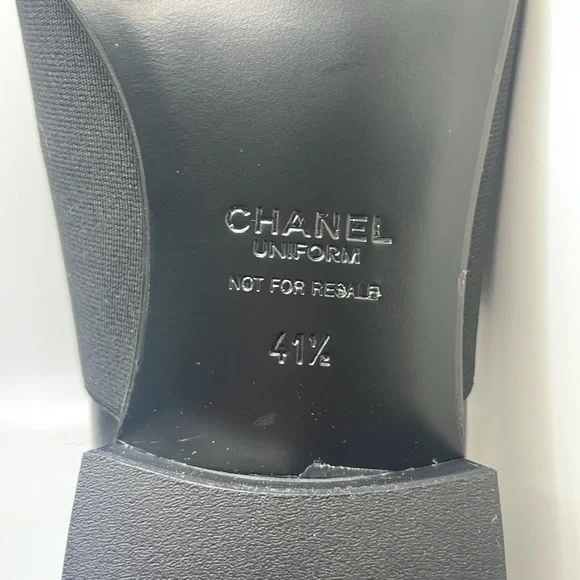 CHANEL
UNIFORM
NOT FOR RESALE
41½